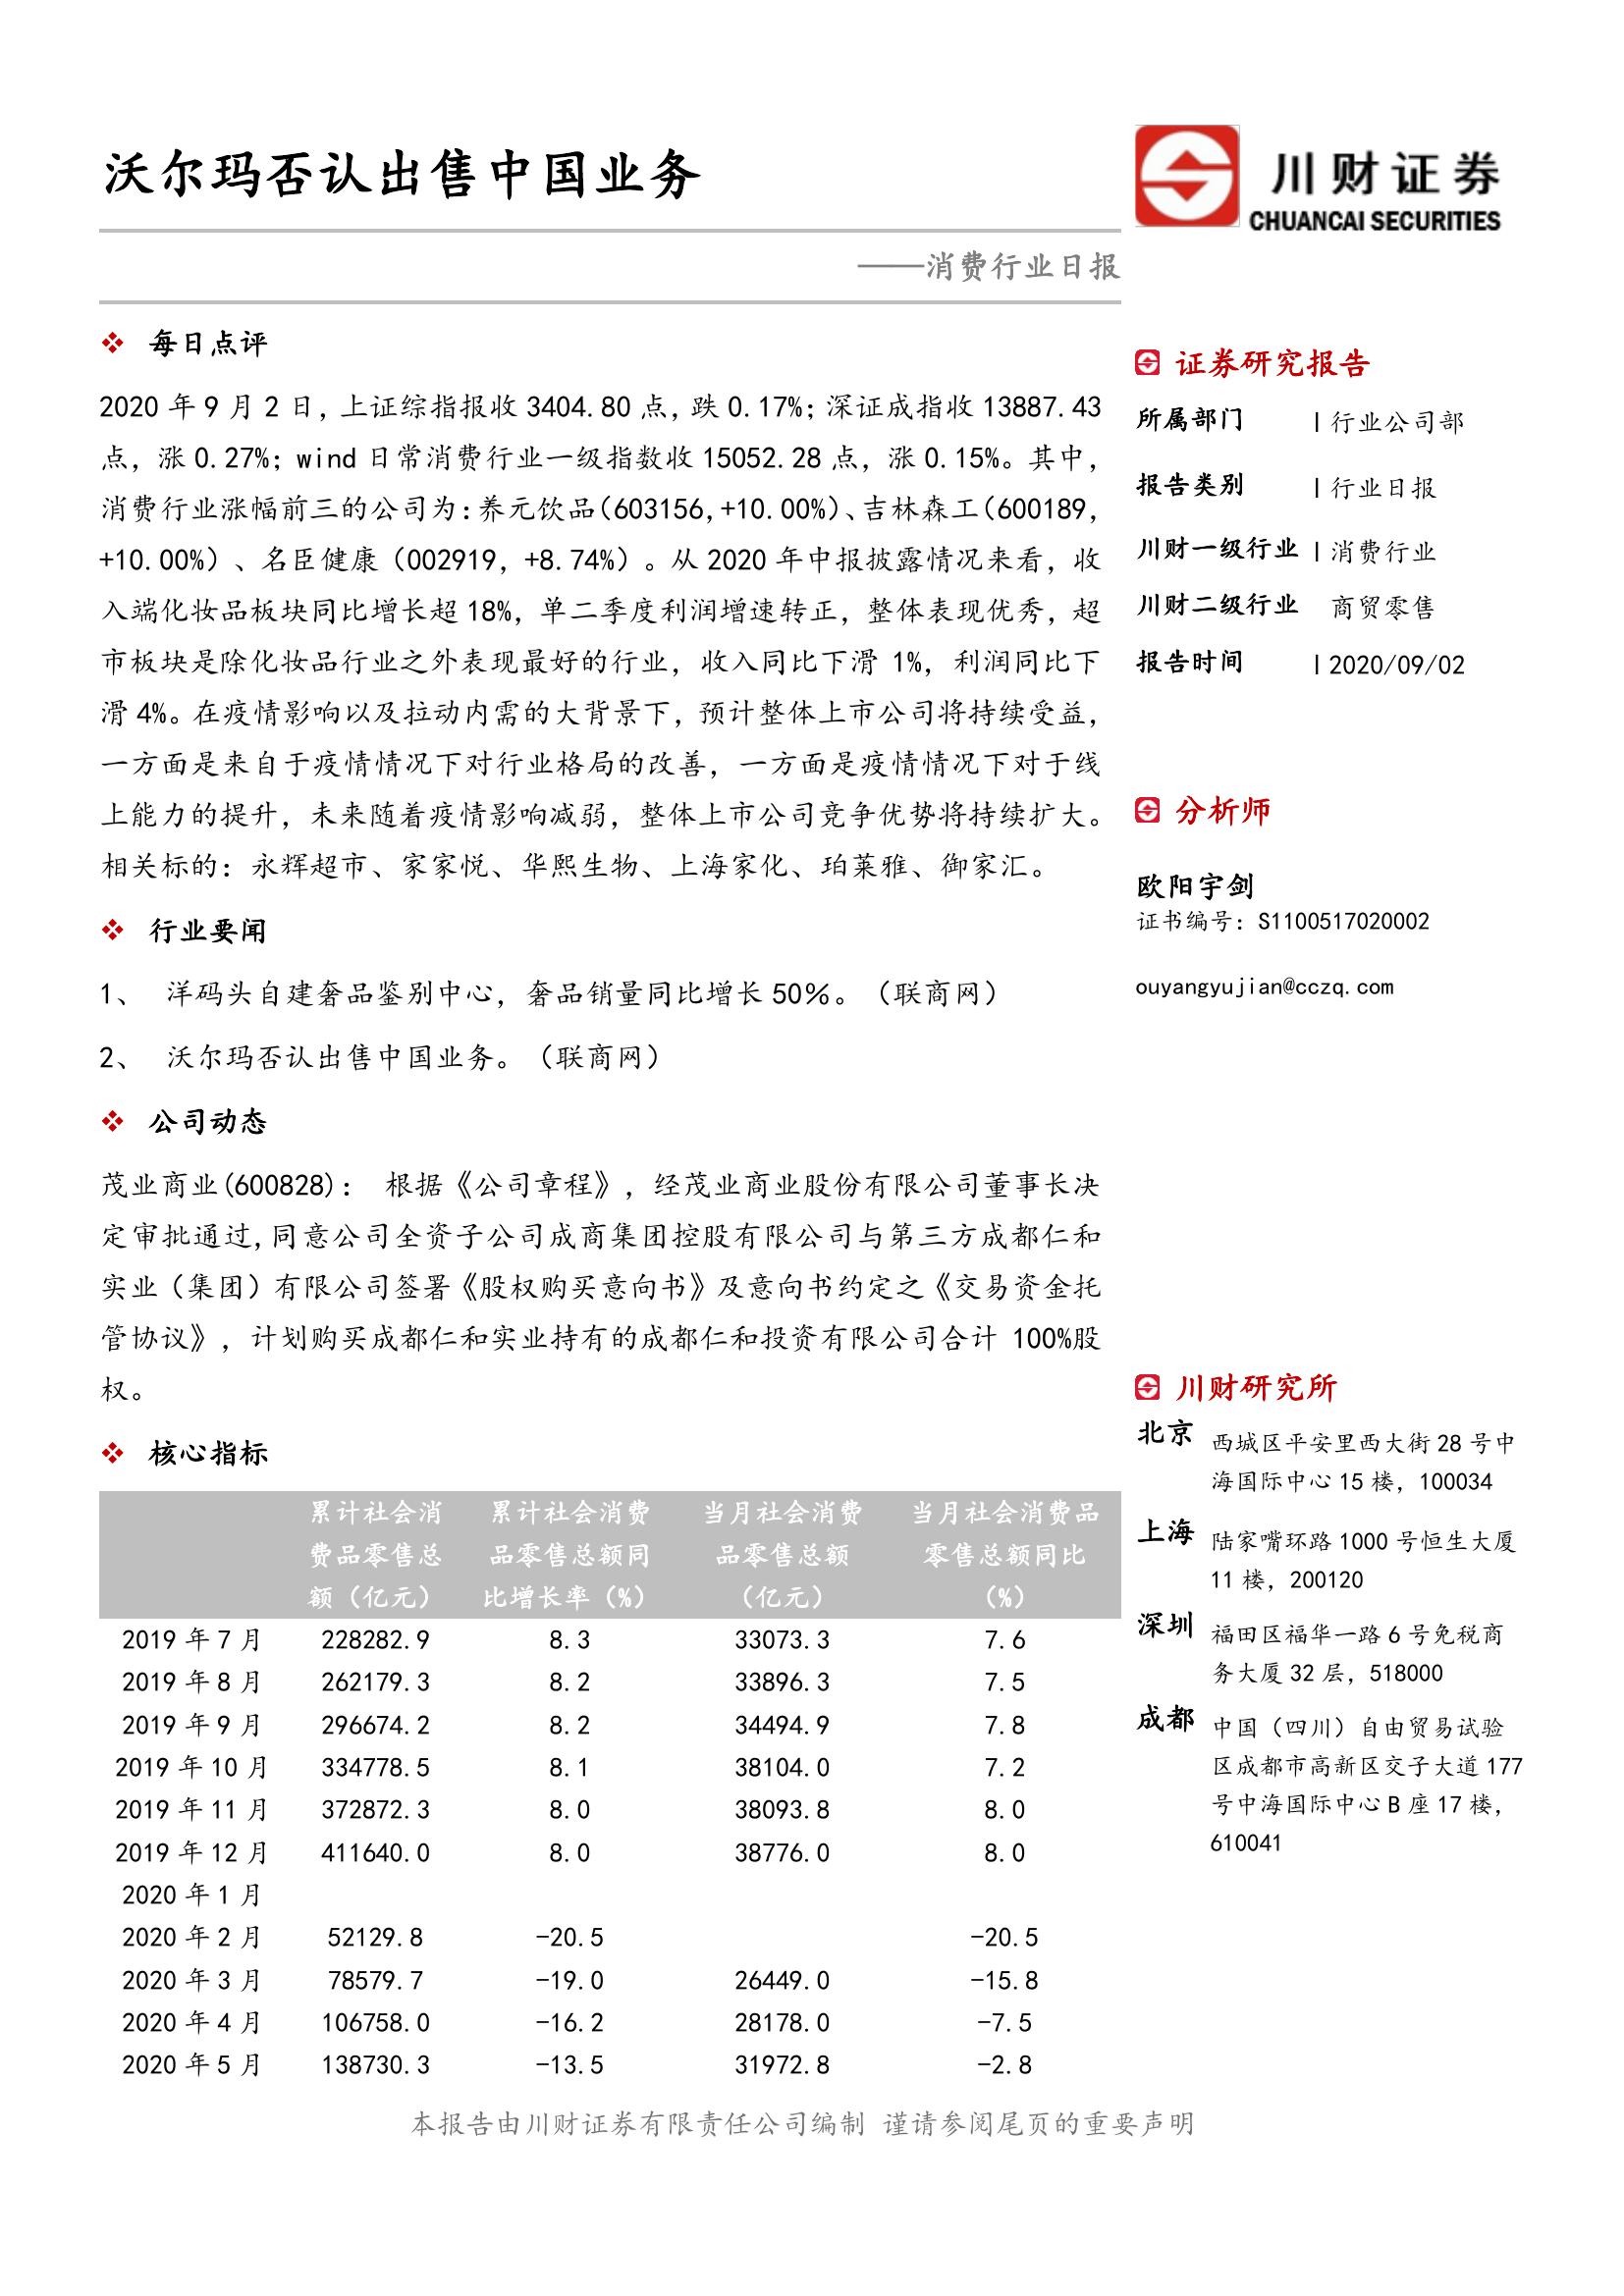 沃尔玛否认出售中国业务
川财证券
CHUANCAI SECURITIES
——消费行业日报
❖ 每日点评
2020 年 9 月 2 日，上证综指报收 3404.80 点，跌 0.17%；深证成指收 13887.43
点，涨 0.27%；wind 日常消费行业一级指数收 15052.28 点，涨 0.15%。其中，
消费行业涨幅前三的公司为：养元饮品（603156,+10.00%）、吉林森工（600189,
+10.00%）、名臣健康（002919, +8.74%）。从 2020 年中报披露情况来看，收
入端化妆品板块同比增长超 18%，单二季度利润增速转正，整体表现优秀，超
市板块是除化妆品行业之外表现最好的行业，收入同比下滑 1%，利润同比下
滑 4%。在疫情影响以及拉动内需的大背景下，预计整体上市公司将持续受益，
一方面是来自于疫情情况下对行业格局的改善，一方面是疫情情况下对于线
上能力的提升，未来随着疫情影响减弱，整体上市公司竞争优势将持续扩大。
相关标的：永辉超市、家家悦、华熙生物、上海家化、珀莱雅、御家汇。
❖ 行业要闻
1、 洋码头自建奢品鉴别中心，奢品销量同比增长 50％。（联商网）
2、 沃尔玛否认出售中国业务。（联商网）
❖ 公司动态
茂业商业(600828)： 根据《公司章程》，经茂业商业股份有限公司董事长决
定审批通过,同意公司全资子公司成商集团控股有限公司与第三方成都仁和
实业（集团）有限公司签署《股权购买意向书》及意向书约定之《交易资金托
管协议》，计划购买成都仁和实业持有的成都仁和投资有限公司合计 100%股
权。
❖ 核心指标
累计社会消 累计社会消费 当月社会消费 当月社会消费品
费品零售总 品零售总额同 品零售总额 零售总额同比
额（亿元） 比增长率（%） （亿元） （%）
2019 年 7 月 228282.9 8.3 33073.3 7.6
2019 年 8 月 262179.3 8.2 33896.3 7.5
2019 年 9 月 296674.2 8.2 34494.9 7.8
2019 年 10 月 334778.5 8.1 38104.0 7.2
2019 年 11 月 372872.3 8.0 38093.8 8.0
2019 年 12 月 411640.0 8.0 38776.0 8.0
2020 年 1 月
2020 年 2 月 52129.8 -20.5 -20.5
2020 年 3 月 78579.7 -19.0 26449.0 -15.8
2020 年 4 月 106758.0 -16.2 28178.0 -7.5
2020 年 5 月 138730.3 -13.5 31972.8 -2.8
证券研究报告
所属部门 | 行业公司部
报告类别 | 行业日报
川财一级行业 | 消费行业
川财二级行业 商贸零售
报告时间 | 2020/09/02
分析师
欧阳宇剑
证书编号：S1100517020002
ouyangyujian@cczq.com
川财研究所
北京 西城区平安里西大街 28 号中
海国际中心 15 楼，100034
上海 陆家嘴环路 1000 号恒生大厦
11 楼，200120
深圳 福田区福华一路 6 号免税商
务大厦 32 层，518000
成都 中国（四川）自由贸易试验
区成都市高新区交子大道 177
号中海国际中心 B 座 17 楼，
610041
本报告由川财证券有限责任公司编制 谨请参阅尾页的重要声明